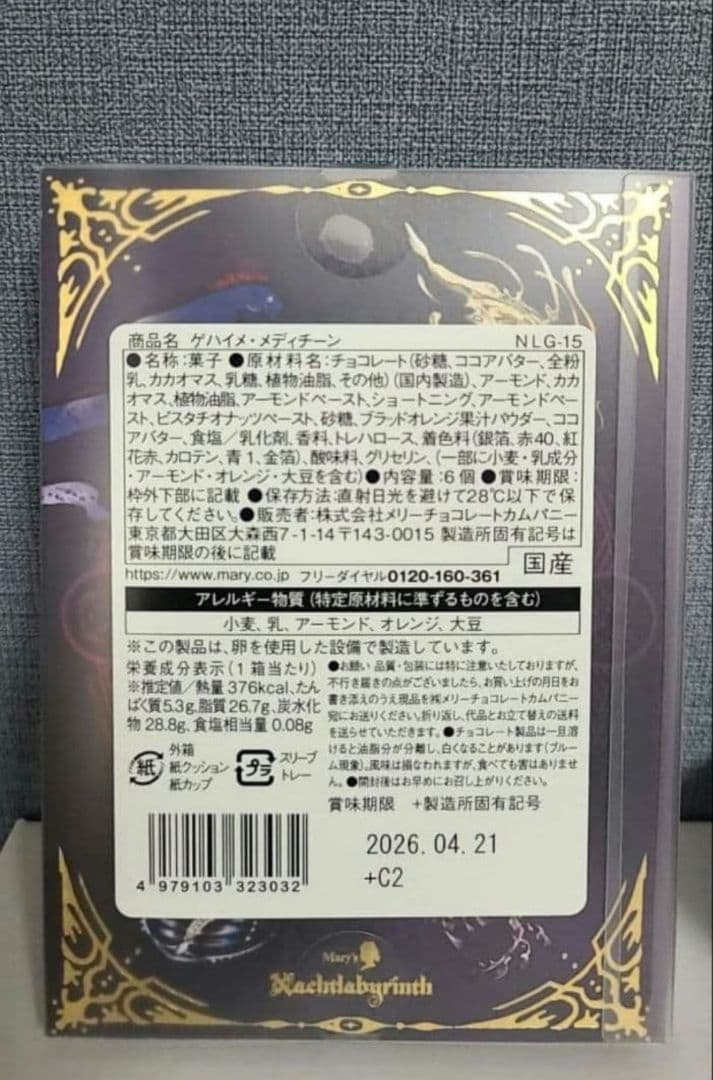 商品名 ゲハイメ・メディチーン NLG-15
●名称:菓子 ●原材料名:チョコレート(砂糖、ココアバター、全粉
乳、カカオマス、乳糖、植物油脂、その他)(国内製造)、アーモンド、カカ
オマス、植物油脂、アーモンドペースト、ショートニング、アーモンドペー
スト、ピスタチオナッツペースト、砂糖、ブラッドオレンジ果汁パウダー、ココ
アバター、食塩/乳化剤、香料、トレハロース、着色料(銀箔、赤40、紅
花赤、カロテン、青1、金箔)、酸味料、グリセリン、(一部に小麦・乳成分
・アーモンド・オレンジ・大豆を含む)●内容量:6個 ●賞味期限:
枠外下部に記載 ●保存方法:直射日光を避けて28℃以下で保
存してください。●販売者:株式会社メリーチョコレートカムパニー
東京都大田区大森西7-1-14〒143-0015 製造所固有記号は
賞味期限の後に記載
国産
https://www.mary.co.jp フリーダイヤル0120-160-361
アレルギー物質(特定原材料に準ずるものを含む)
小麦、乳、アーモンド、オレンジ、大豆
※この製品は、卵を使用した設備で製造しています。
栄養成分表示(1箱当たり)
※推定値/熱量 376kcal、たん
ぱく質5.3g、脂質26.7g、炭水化
物28.8g、食塩相当量0.08g
紙
外箱
紙クッション
紙カップ
プラ
スリーブ
トレー
●お願い 品質・包装には特に注意いたしておりますが、
不行き届きの点がございましたら、お買い上げの月日をお
書き添えのうえ現品を㈱メリーチョコレートカムパニー
宛にお送りください。折り返し、代品とお立て替えの送料
を送らせていただきます。●チョコレート製品は一旦溶
けると油脂分が分離し、白くなることがあります(ブルー
ム現象)。風味は損なわれますが、食べても害はありませ
ん。●開封後はお早めにお召し上がりください。
賞味期限 +製造所固有記号
2026.04.21
+C2
4 979103 323032
Mary's
Nachtlabyrinth